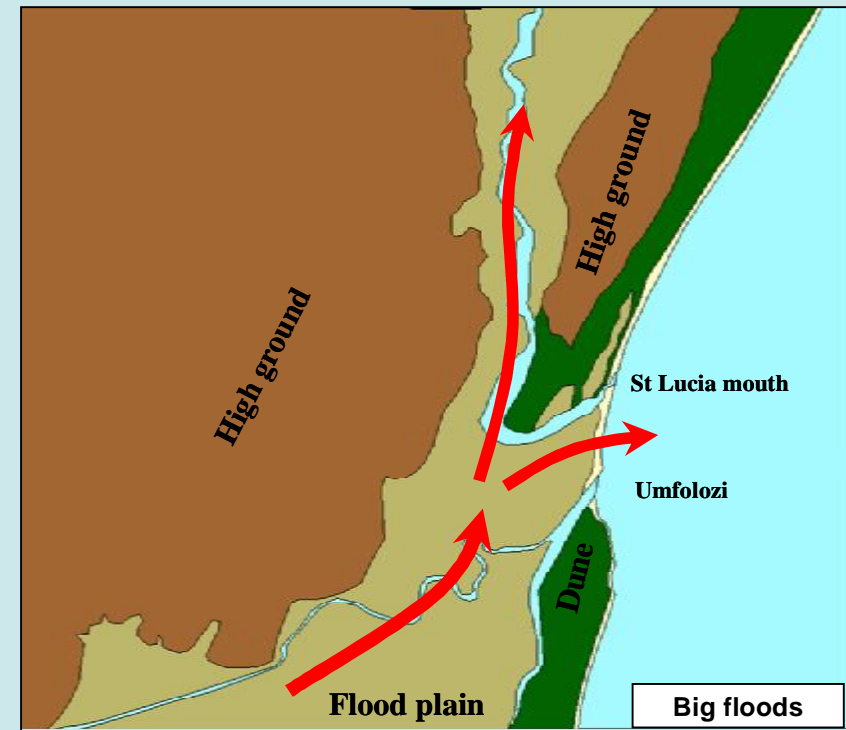 High ground
High ground
St Lucia mouth
Umfolozi
Dune
Flood plain
Big floods